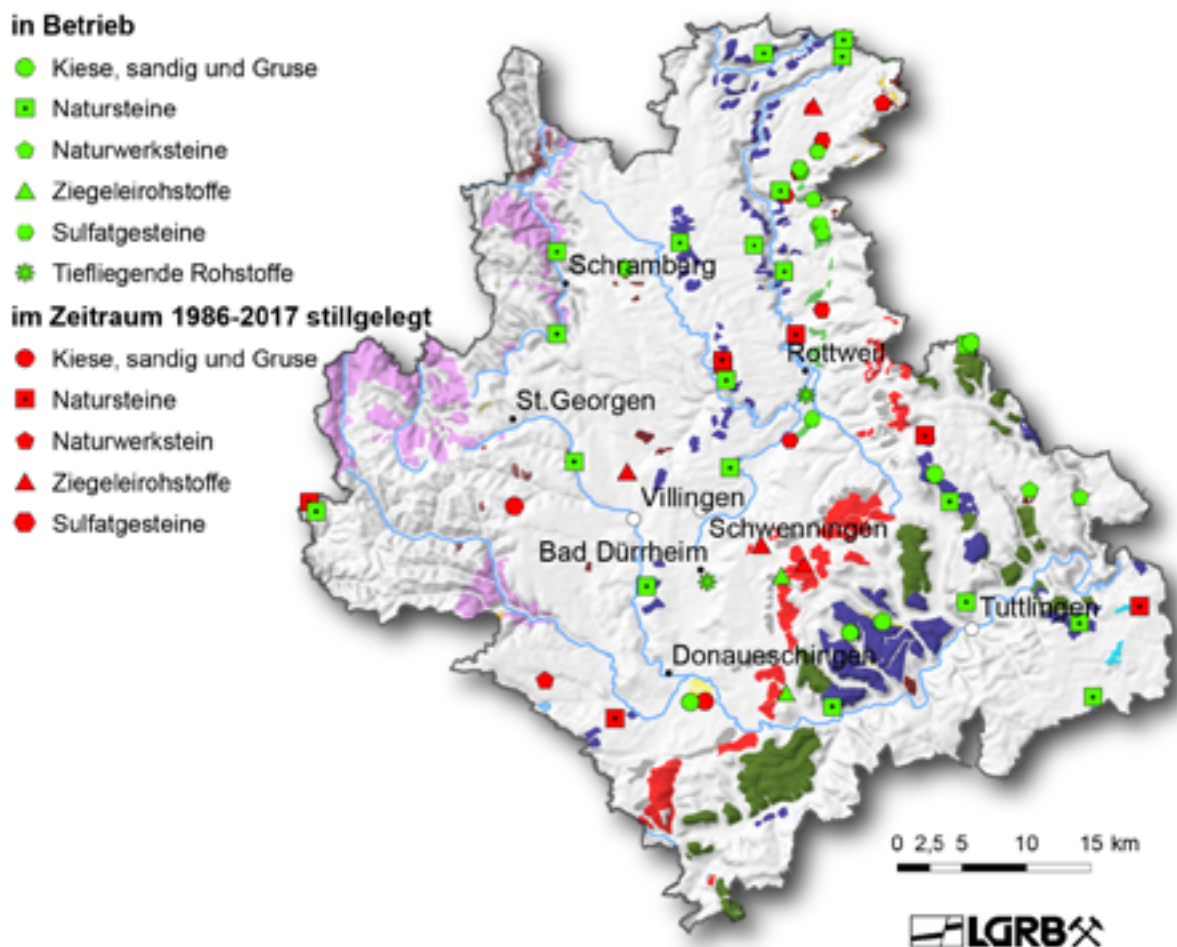 in Betrieb
Kiese, sandig und Gruse
Natursteine
Naturwerksteine
Ziegeleirohstoffe
Sulfatgesteine
Tiefliegende Rohstoffe
im Zeitraum 1986-2017 stillgelegt
Kiese, sandig und Gruse
Natursteine
Naturwerkstein
Ziegeleirohstoffe
Sulfatgesteine
Schramberg
Rottweil
St.Georgen
Villingen
Schwenningen
Bad Dürrheim
Tuttlingen
Donaueschingen
0 2,5 5 10 15 km
LGRB